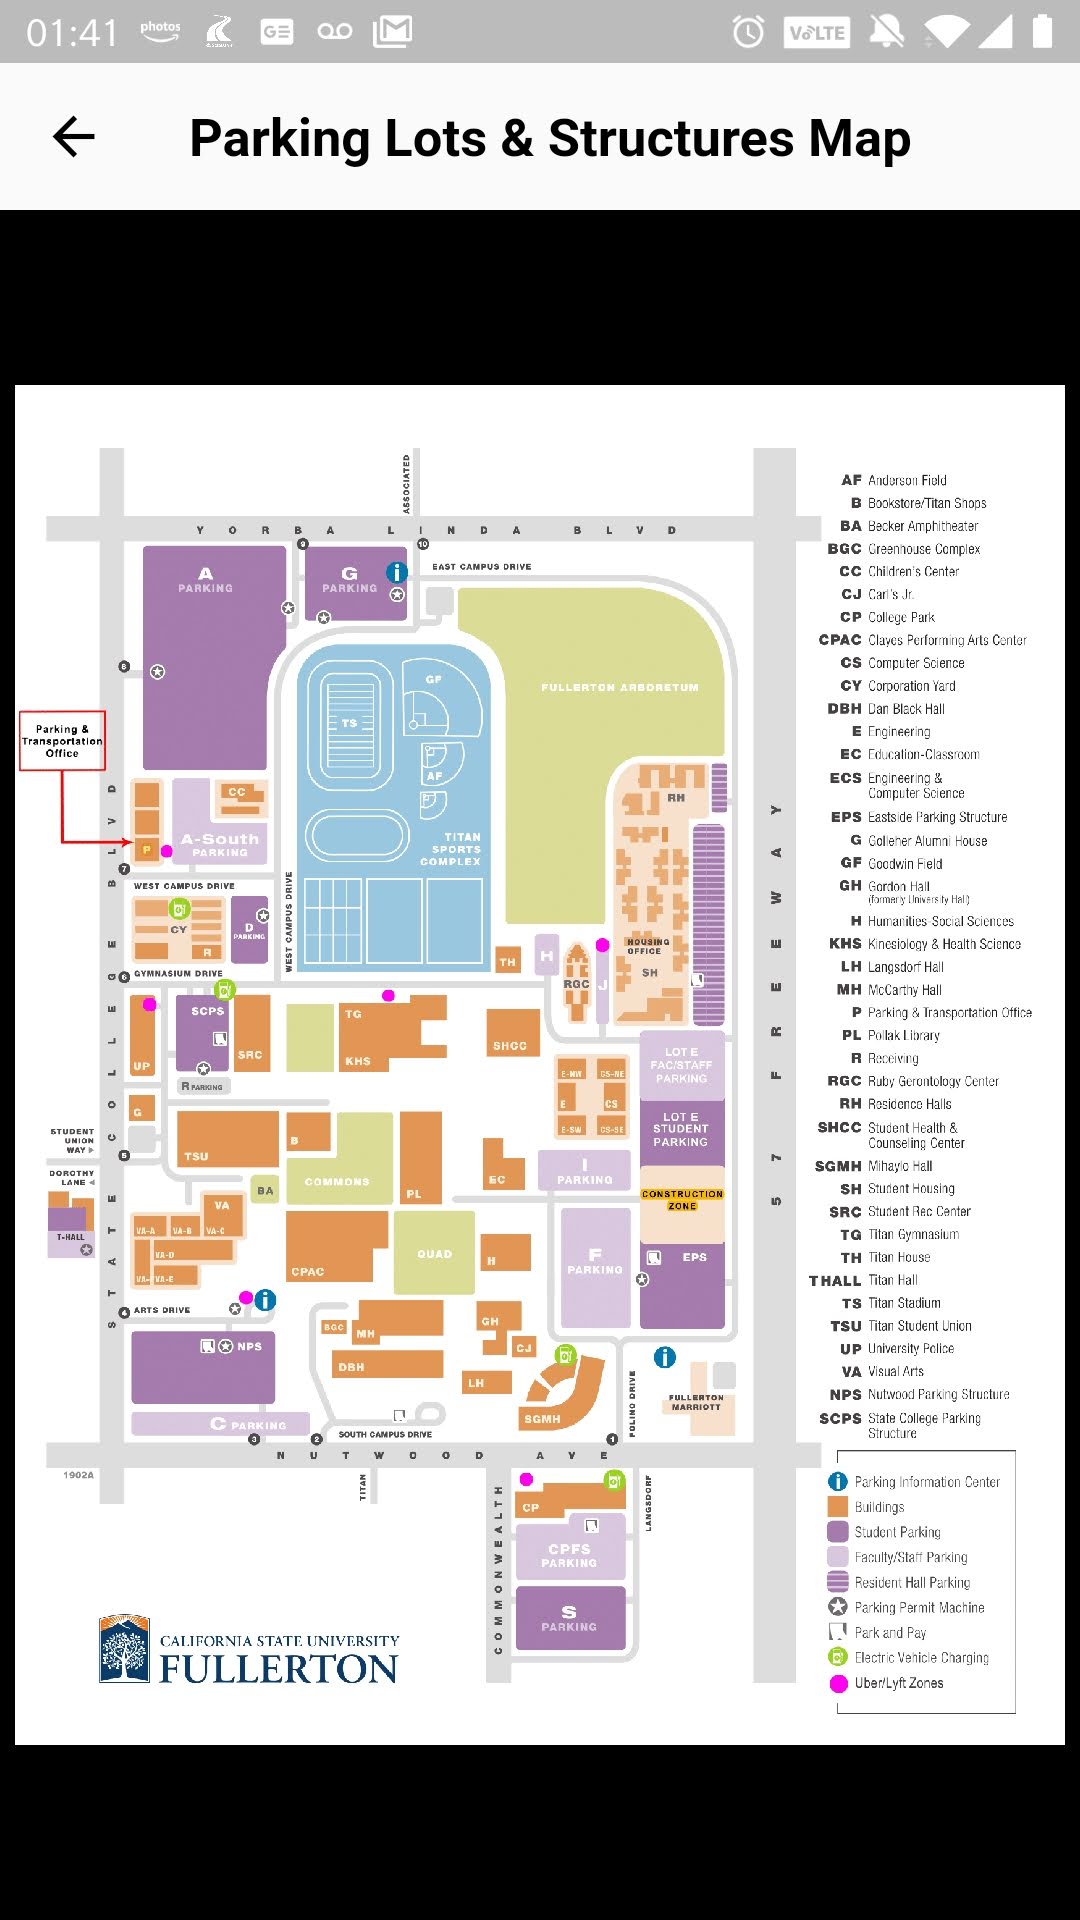 01:41
photos
GE
VoLTE
Parking Lots & Structures Map
ASSOCIATED
YORBA LINDA BLVD
9
10
A
PARKING
G
PARKING
i
EAST CAMPUS DRIVE
8
GF
TS
AF
TITAN
SPORTS
COMPLEX
FULLERTON ARBORETUM
Parking &
Transportation
Office
CC
A-South
PARKING
P
7
WEST CAMPUS DRIVE
WEST CAMPUS DRIVE
CY
R
D
PARKING
6
GYMNASIUM DRIVE
STATE COLLEGE BLVD
57 FREEWAY
RH
HOUSING
OFFICE
SH
TH
H
RGC
J
SCPS
UP
SRC
R PARKING
TG
KHS
SHCC
E-NW
CS-NE
E
CS
E-SW
CS-SE
LOT E
FAC/STAFF
PARKING
LOT E
STUDENT
PARKING
G
STUDENT
UNION
WAY
5
DOROTHY
LANE
T-HALL
TSU
B
COMMONS
BA
PL
EC
I
PARKING
CONSTRUCTION
ZONE
VA
VA-A
VA-B
VA-C
VA-D
VA-E
CPAC
QUAD
H
F
PARKING
EPS
4
ARTS DRIVE
i
NPS
C PARKING
BGC
MH
DBH
GH
CJ
LH
SGMH
i
FULLERTON
MARRIOTT
FOLINO DRIVE
SOUTH CAMPUS DRIVE
3
2
1
NUTWOOD AVE
1902A
TITAN
COMMONWEALTH
LANGSDORF
CP
CPFS
PARKING
S
PARKING
CALIFORNIA STATE UNIVERSITY
FULLERTON
AF Anderson Field
B Bookstore/Titan Shops
BA Becker Amphitheater
BGC Greenhouse Complex
CC Children's Center
CJ Carl's Jr.
CP College Park
CPAC Clayes Performing Arts Center
CS Computer Science
CY Corporation Yard
DBH Dan Black Hall
E Engineering
EC Education-Classroom
ECS Engineering &
Computer Science
EPS Eastside Parking Structure
G Golleher Alumni House
GF Goodwin Field
GH Gordon Hall
(formerly University Hall)
H Humanities-Social Sciences
KHS Kinesiology & Health Science
LH Langsdorf Hall
MH McCarthy Hall
P Parking & Transportation Office
PL Pollak Library
R Receiving
RGC Ruby Gerontology Center
RH Residence Halls
SHCC Student Health &
Counseling Center
SGMH Mihaylo Hall
SH Student Housing
SRC Student Rec Center
TG Titan Gymnasium
TH Titan House
THALL Titan Hall
TS Titan Stadium
TSU Titan Student Union
UP University Police
VA Visual Arts
NPS Nutwood Parking Structure
SCPS State College Parking
Structure
i Parking Information Center
Buildings
Student Parking
Faculty/Staff Parking
Resident Hall Parking
Parking Permit Machine
Park and Pay
Electric Vehicle Charging
Uber/Lyft Zones